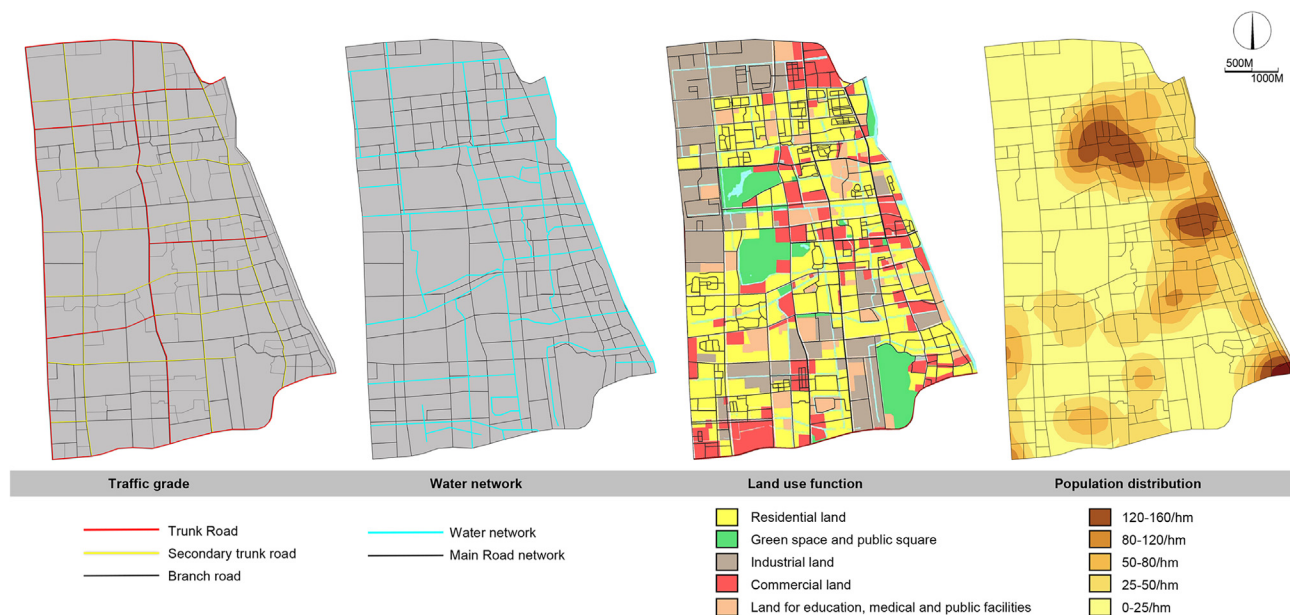 500M
1000M
Traffic grade
Water network
Land use function
Population distribution
Trunk Road
Secondary trunk road
Branch road
Water network
Main Road network
Residential land
Green space and public square
Industrial land
Commercial land
Land for education, medical and public facilities
120-160/hm
80-120/hm
50-80/hm
25-50/hm
0-25/hm